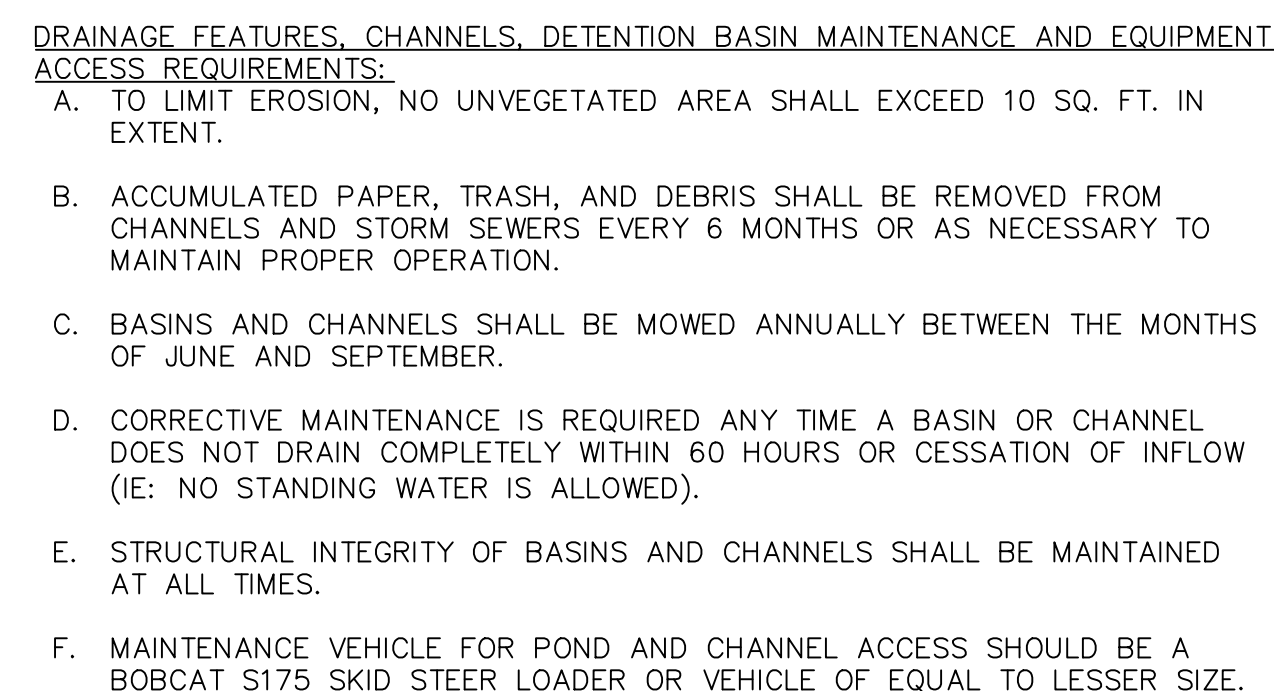 DRAINAGE FEATURES, CHANNELS, DETENTION BASIN MAINTENANCE AND EQUIPMENT
ACCESS REQUIREMENTS:
A. TO LIMIT EROSION, NO UNVEGETATED AREA SHALL EXCEED 10 SQ. FT. IN
EXTENT.
B. ACCUMULATED PAPER, TRASH, AND DEBRIS SHALL BE REMOVED FROM
CHANNELS AND STORM SEWERS EVERY 6 MONTHS OR AS NECESSARY TO
MAINTAIN PROPER OPERATION.
C. BASINS AND CHANNELS SHALL BE MOWED ANNUALLY BETWEEN THE MONTHS
OF JUNE AND SEPTEMBER.
D. CORRECTIVE MAINTENANCE IS REQUIRED ANY TIME A BASIN OR CHANNEL
DOES NOT DRAIN COMPLETELY WITHIN 60 HOURS OR CESSATION OF INFLOW
(IE: NO STANDING WATER IS ALLOWED).
E. STRUCTURAL INTEGRITY OF BASINS AND CHANNELS SHALL BE MAINTAINED
AT ALL TIMES.
F. MAINTENANCE VEHICLE FOR POND AND CHANNEL ACCESS SHOULD BE A
BOBCAT S175 SKID STEER LOADER OR VEHICLE OF EQUAL TO LESSER SIZE.